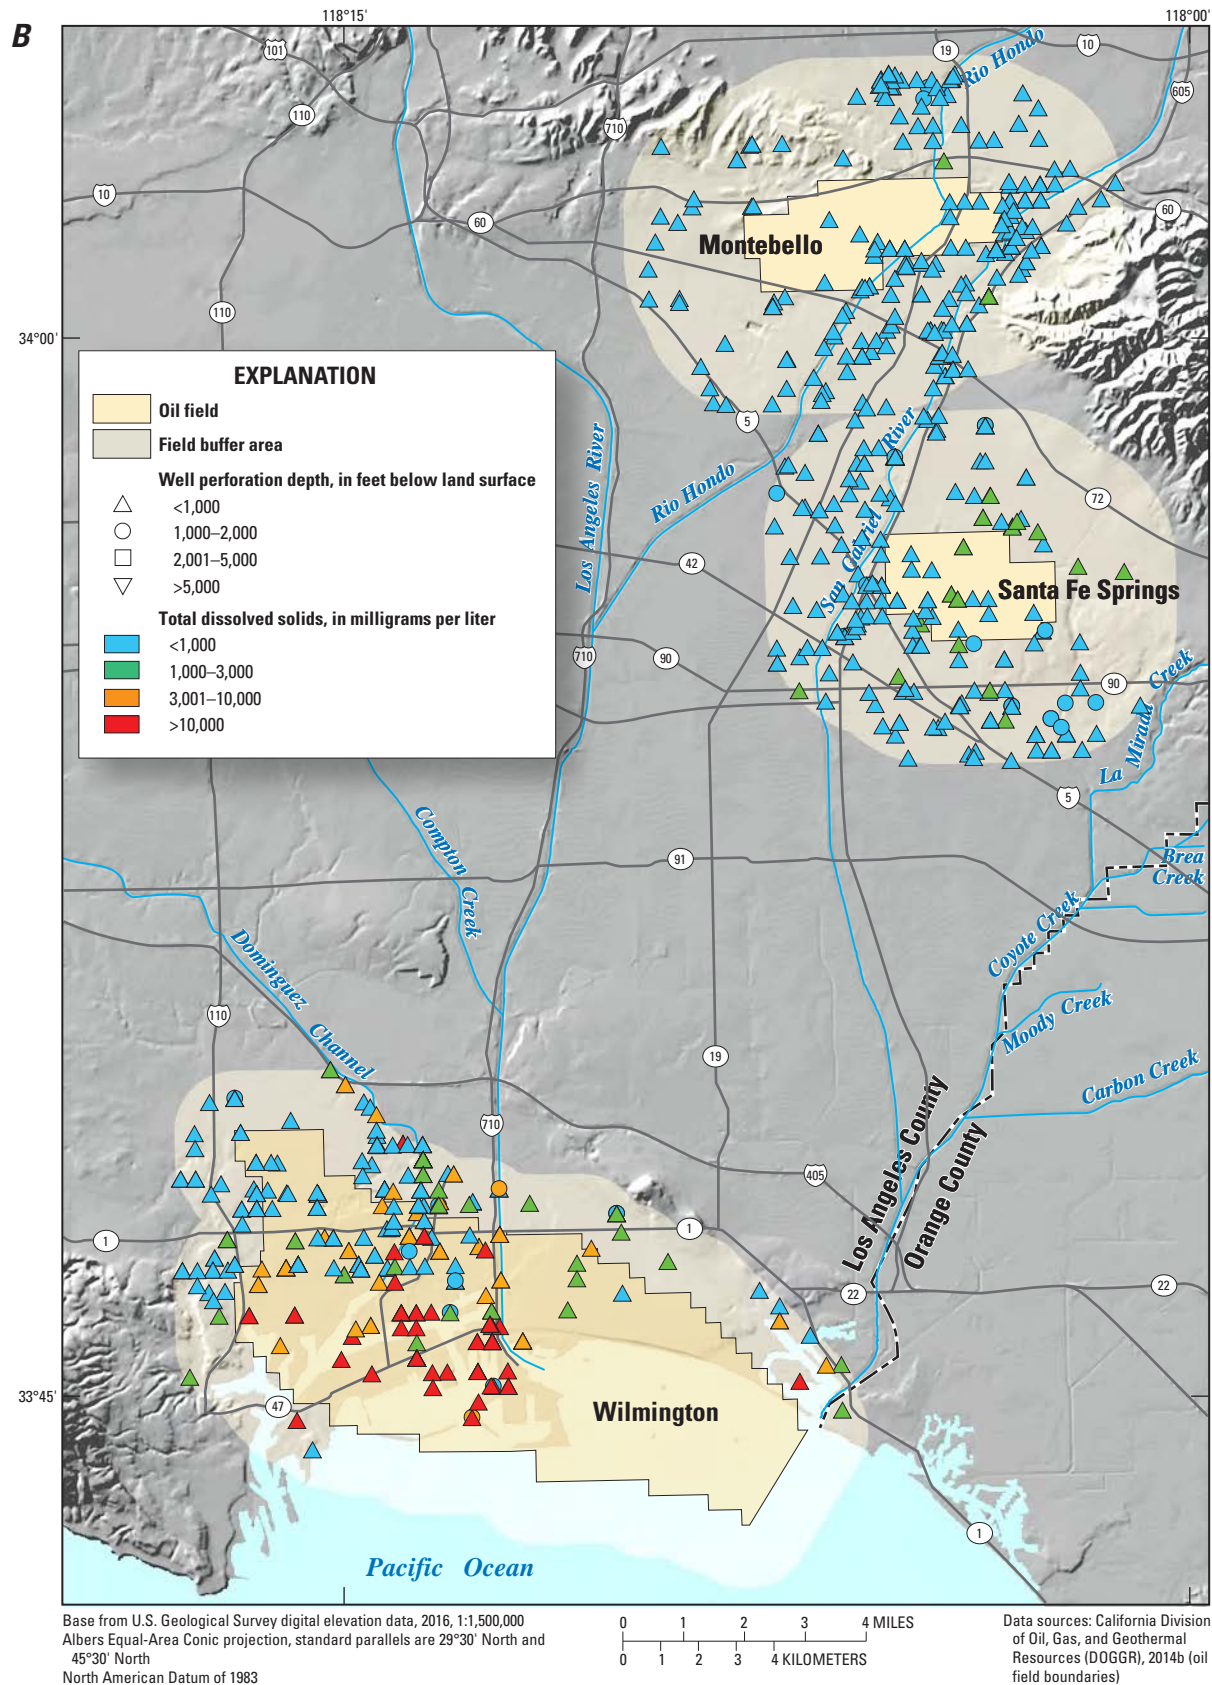 B
118°15'
118°00'
101
19
Rio Hondo
10
605
110
710
10
60
60
Montebello
110
34°00'
EXPLANATION
Oil field
Field buffer area
Well perforation depth, in feet below land surface
<1,000
1,000–2,000
2,001–5,000
>5,000
Total dissolved solids, in milligrams per liter
<1,000
1,000–3,000
3,001–10,000
>10,000
5
Los Angeles River
Rio Hondo
San Gabriel River
72
42
Santa Fe Springs
710
90
90
La Mirada Creek
5
Compton Creek
91
Brea
Creek
Dominguez Channel
Coyote Creek
Moody Creek
110
19
Carbon Creek
710
405
Los Angeles County
Orange County
1
1
22
22
33°45'
47
Wilmington
1
Pacific Ocean
Base from U.S. Geological Survey digital elevation data, 2016, 1:1,500,000
Albers Equal-Area Conic projection, standard parallels are 29°30' North and
45°30' North
North American Datum of 1983
0 1 2 3 4 MILES
0 1 2 3 4 KILOMETERS
Data sources: California Division
of Oil, Gas, and Geothermal
Resources (DOGGR), 2014b (oil
field boundaries)